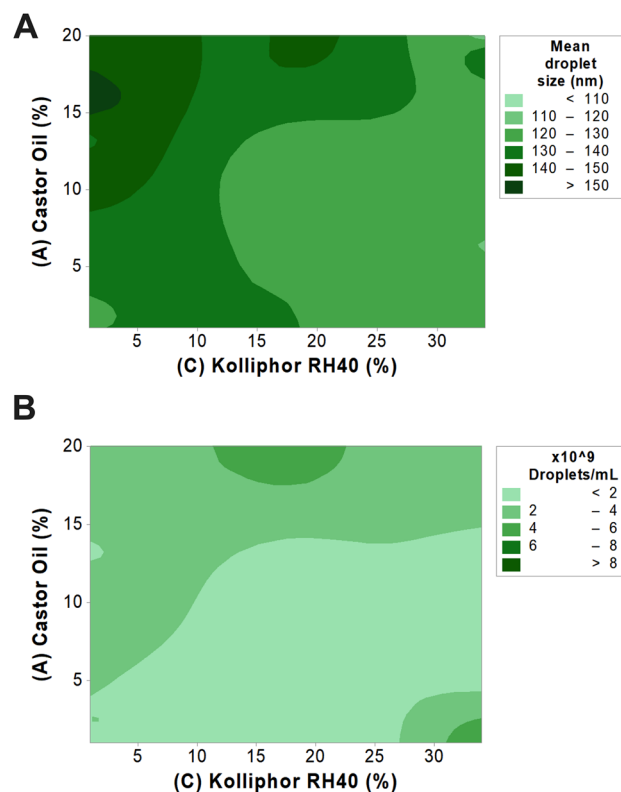 A
20
15
10
5
(A) Castor Oil (%)
5 10 15 20 25 30
(C) Kolliphor RH40 (%)
Mean
droplet
size (nm)
< 110
110 – 120
120 – 130
130 – 140
140 – 150
> 150
B
20
15
10
5
(A) Castor Oil (%)
5 10 15 20 25 30
(C) Kolliphor RH40 (%)
x10^9
Droplets/mL
< 2
2 – 4
4 – 6
6 – 8
> 8